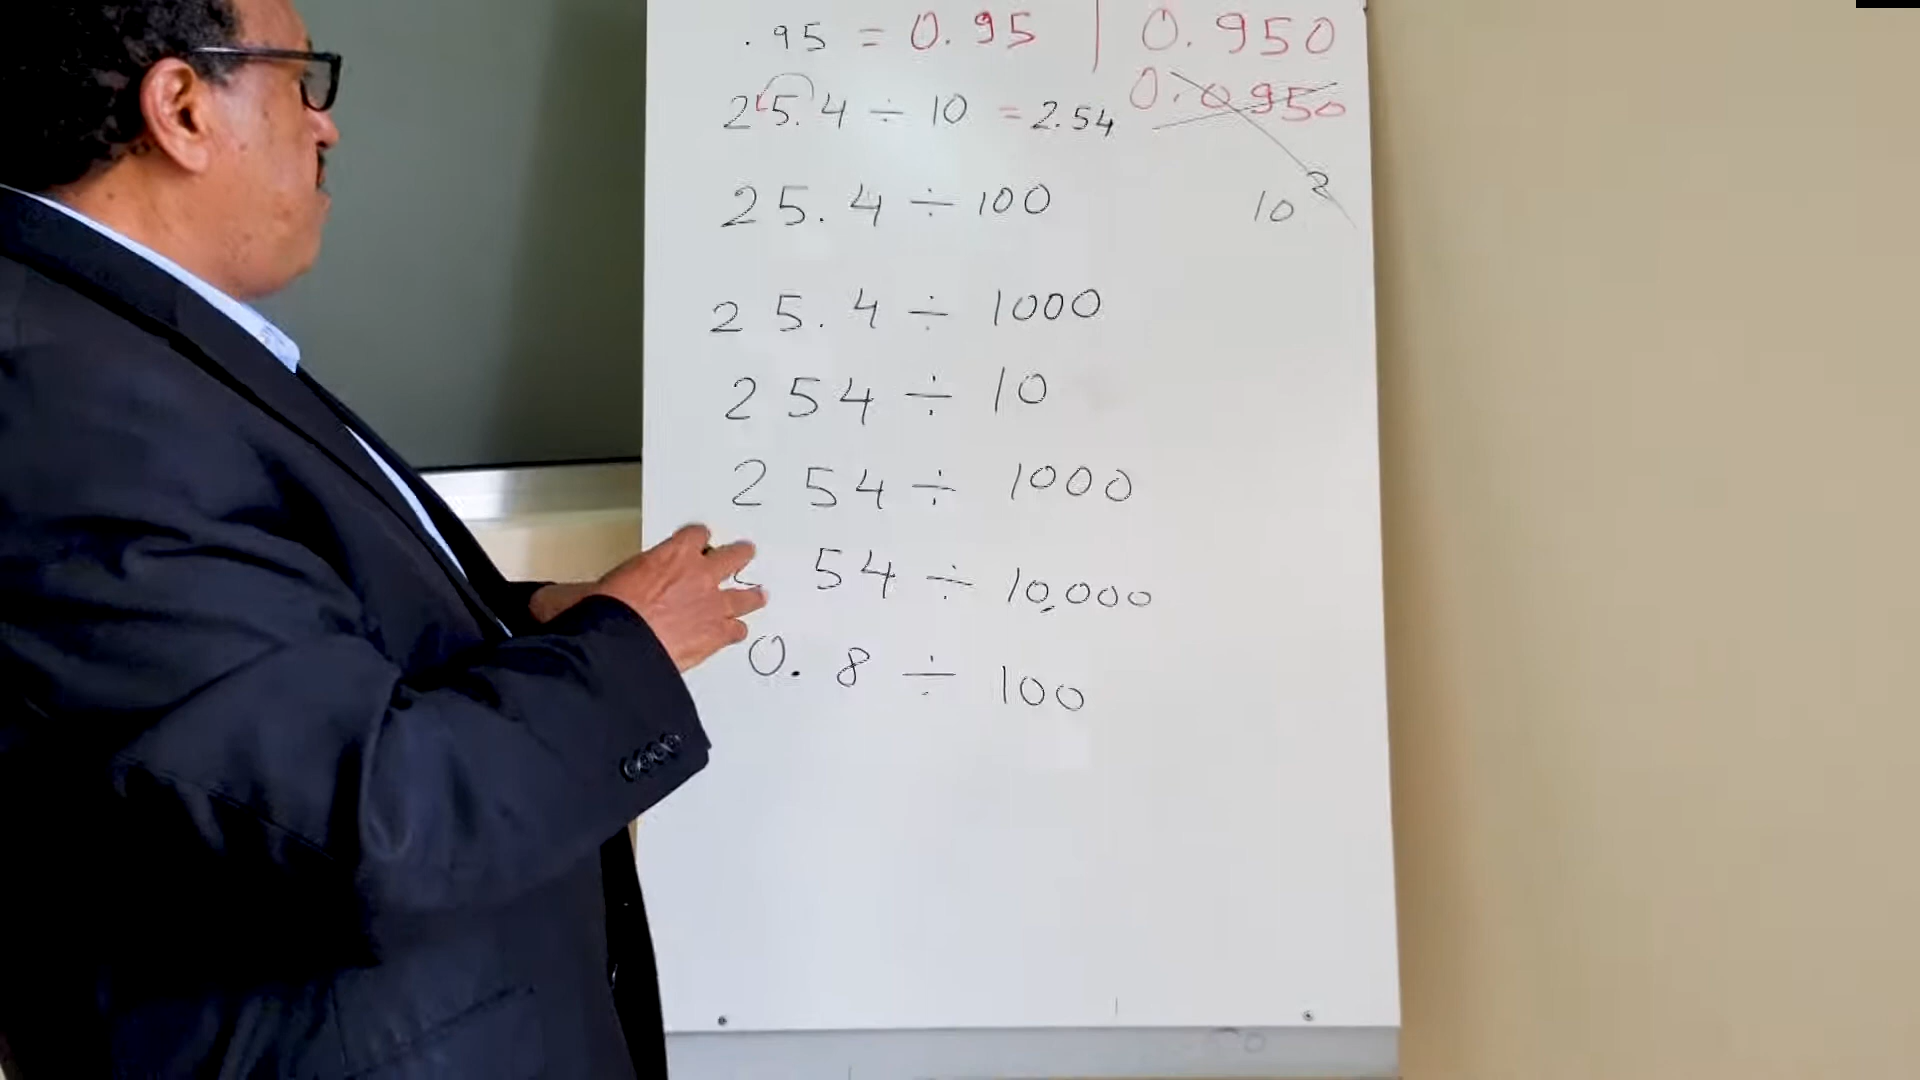 .95 = 0.95 | 0.950
25.4 ÷ 10 = 2.54 0.0950
25.4 ÷ 100 10²
25.4 ÷ 1000
254 ÷ 10
254 ÷ 1000
54 ÷ 10,000
0.8 ÷ 100